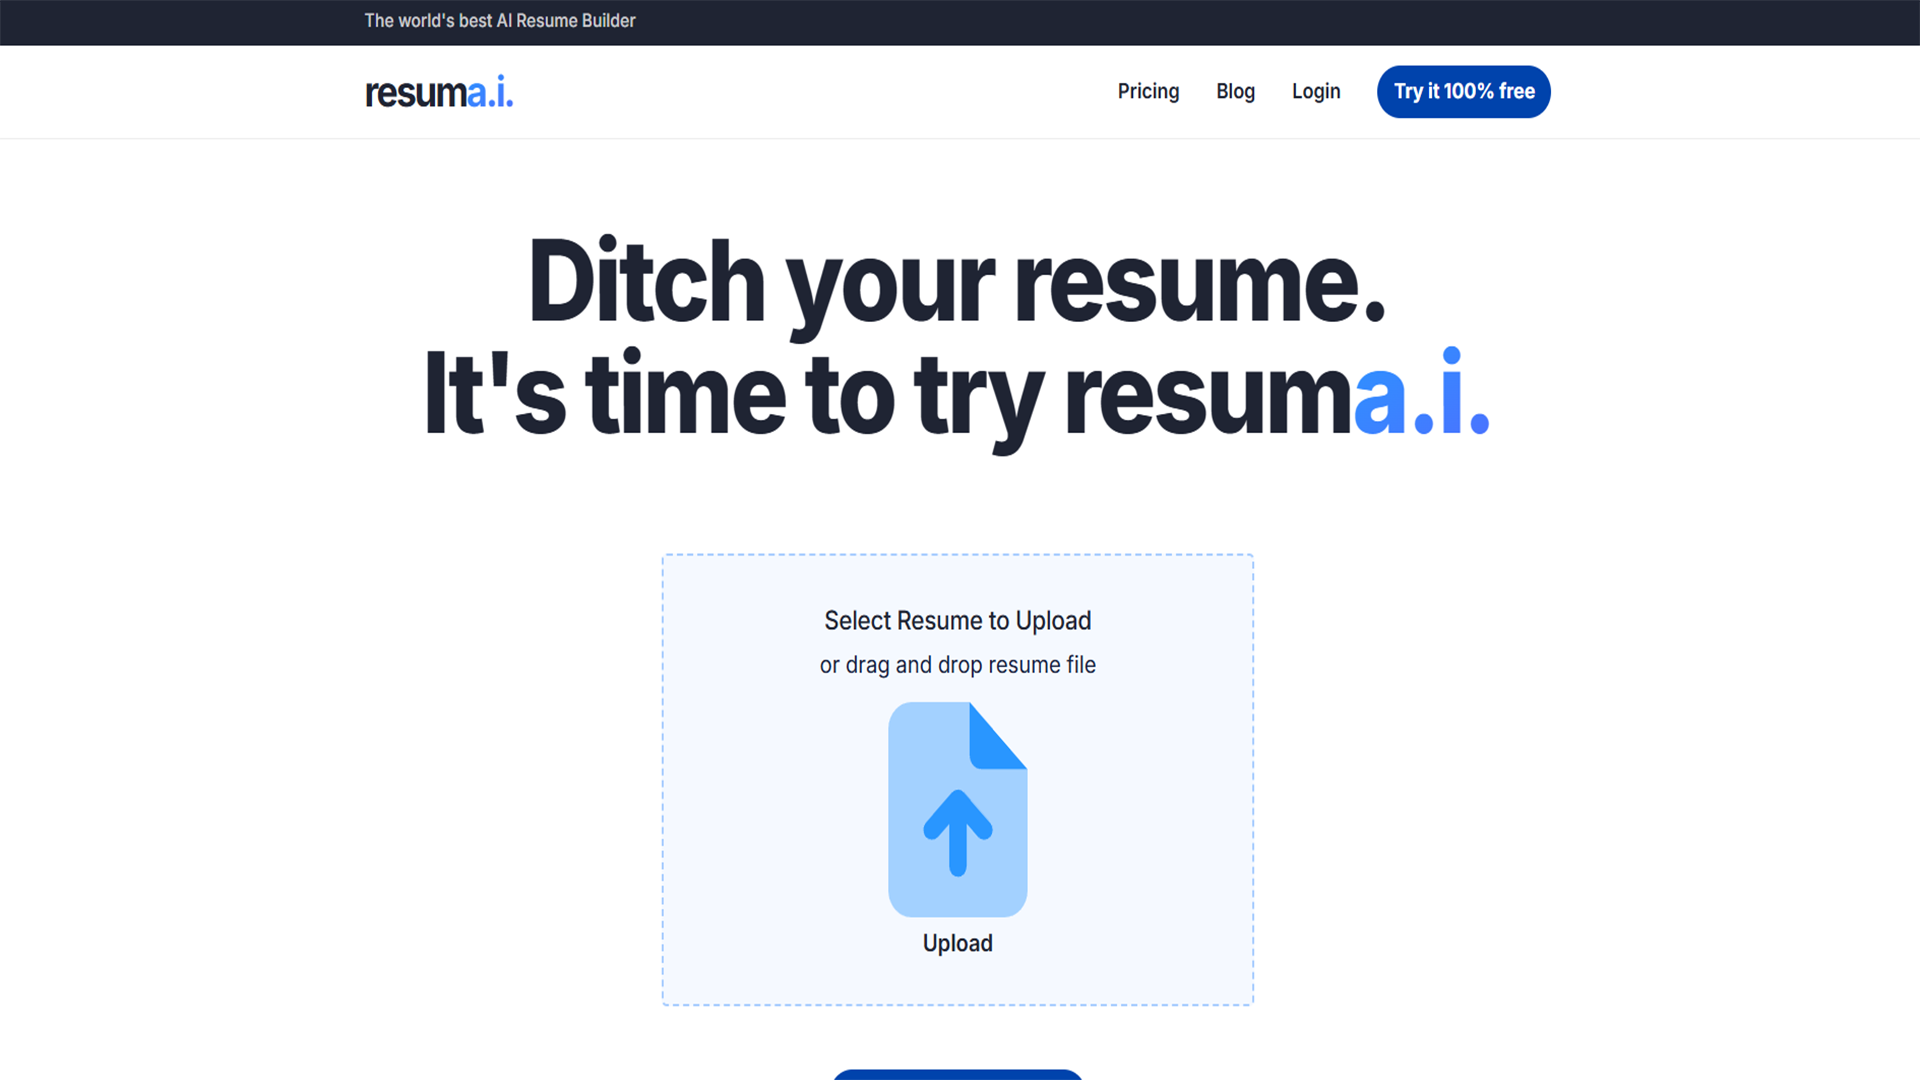 The world's best AI Resume Builder
resuma.i.
Pricing Blog Login Try it 100% free
Ditch your resume.
It's time to try resuma.i.
Select Resume to Upload
or drag and drop resume file
Upload